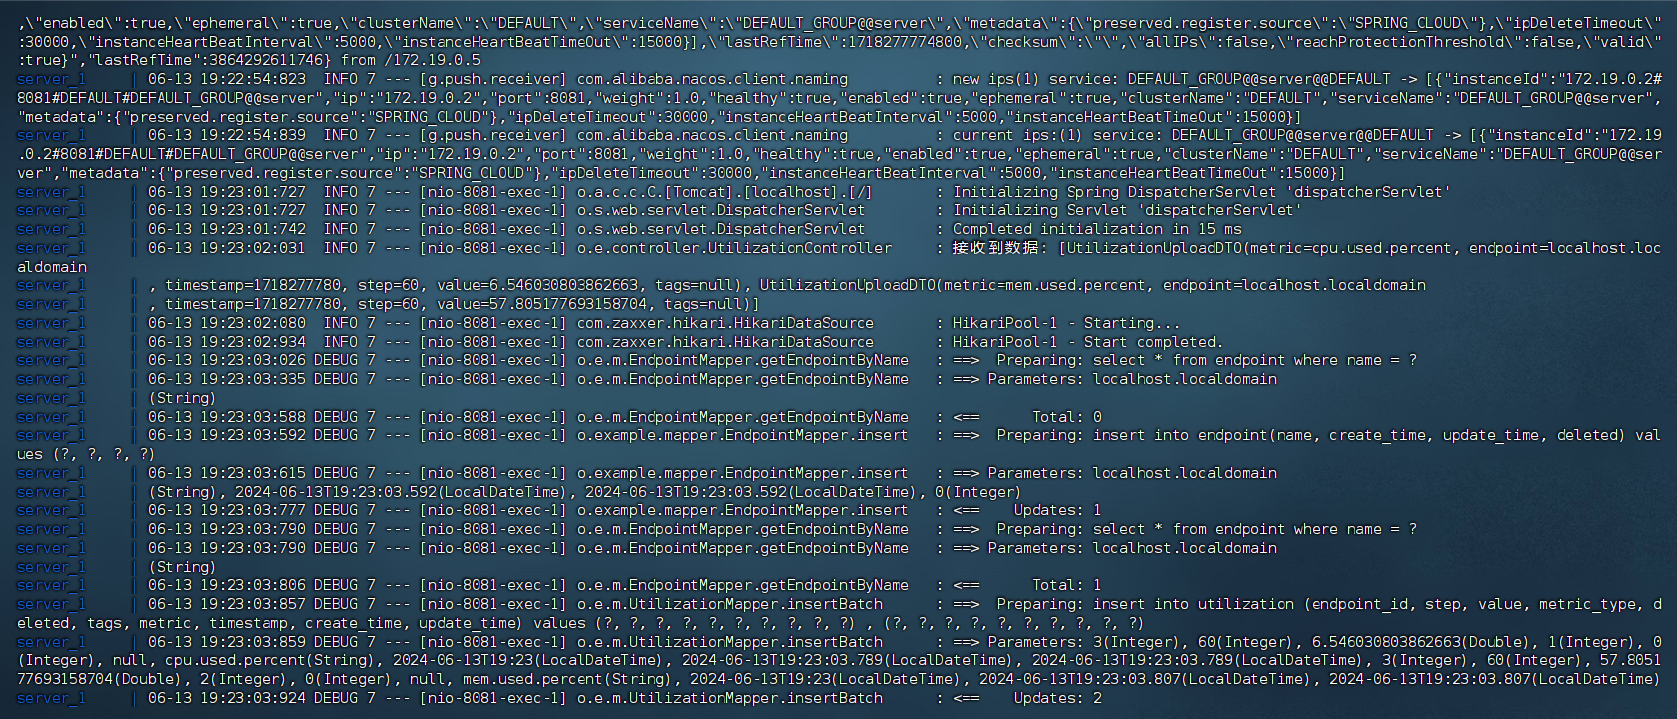 ,\"enabled\":true,\"ephemeral\":true,\"clusterName\":\"DEFAULT\",\"serviceName\":\"DEFAULT_GROUP@@server\",\"metadata\":{\"preserved.register.source\":\"SPRING_CLOUD\"},\"ipDeleteTimeout\"
:30000,\"instanceHeartBeatInterval\":5000,\"instanceHeartBeatTimeOut\":15000}],\"lastRefTime\":1718277774800,\"checksum\":\"\",\"allIPs\":false,\"reachProtectionThreshold\":false,\"valid\"
:true}","lastRefTime":3864292611746} from /172.19.0.5
server_1     | 06-13 19:22:54:823  INFO 7 --- [g.push.receiver] com.alibaba.nacos.client.naming          : new ips(1) service: DEFAULT_GROUP@@server@@DEFAULT -> [{"instanceId":"172.19.0.2#
8081#DEFAULT#DEFAULT_GROUP@@server","ip":"172.19.0.2","port":8081,"weight":1.0,"healthy":true,"enabled":true,"ephemeral":true,"clusterName":"DEFAULT","serviceName":"DEFAULT_GROUP@@server",
"metadata":{"preserved.register.source":"SPRING_CLOUD"},"ipDeleteTimeout":30000,"instanceHeartBeatInterval":5000,"instanceHeartBeatTimeOut":15000}]
server_1     | 06-13 19:22:54:839  INFO 7 --- [g.push.receiver] com.alibaba.nacos.client.naming          : current ips:(1) service: DEFAULT_GROUP@@server@@DEFAULT -> [{"instanceId":"172.19
.0.2#8081#DEFAULT#DEFAULT_GROUP@@server","ip":"172.19.0.2","port":8081,"weight":1.0,"healthy":true,"enabled":true,"ephemeral":true,"clusterName":"DEFAULT","serviceName":"DEFAULT_GROUP@@ser
ver","metadata":{"preserved.register.source":"SPRING_CLOUD"},"ipDeleteTimeout":30000,"instanceHeartBeatInterval":5000,"instanceHeartBeatTimeOut":15000}]
server_1     | 06-13 19:23:01:727  INFO 7 --- [nio-8081-exec-1] o.a.c.c.C.[Tomcat].[localhost].[/]       : Initializing Spring DispatcherServlet 'dispatcherServlet'
server_1     | 06-13 19:23:01:727  INFO 7 --- [nio-8081-exec-1] o.s.web.servlet.DispatcherServlet        : Initializing Servlet 'dispatcherServlet'
server_1     | 06-13 19:23:01:742  INFO 7 --- [nio-8081-exec-1] o.s.web.servlet.DispatcherServlet        : Completed initialization in 15 ms
server_1     | 06-13 19:23:02:031  INFO 7 --- [nio-8081-exec-1] o.e.controller.UtilizationController     : 接收到数据: [UtilizationUploadDTO(metric=cpu.used.percent, endpoint=localhost.loc
aldomain
server_1     | , timestamp=1718277780, step=60, value=6.546030803862663, tags=null), UtilizationUploadDTO(metric=mem.used.percent, endpoint=localhost.localdomain
server_1     | , timestamp=1718277780, step=60, value=57.805177693158704, tags=null)]
server_1     | 06-13 19:23:02:080  INFO 7 --- [nio-8081-exec-1] com.zaxxer.hikari.HikariDataSource       : HikariPool-1 - Starting...
server_1     | 06-13 19:23:02:934  INFO 7 --- [nio-8081-exec-1] com.zaxxer.hikari.HikariDataSource       : HikariPool-1 - Start completed.
server_1     | 06-13 19:23:03:026 DEBUG 7 --- [nio-8081-exec-1] o.e.m.EndpointMapper.getEndpointByName   : ==>  Preparing: select * from endpoint where name = ?
server_1     | 06-13 19:23:03:335 DEBUG 7 --- [nio-8081-exec-1] o.e.m.EndpointMapper.getEndpointByName   : ==> Parameters: localhost.localdomain
server_1     | (String)
server_1     | 06-13 19:23:03:588 DEBUG 7 --- [nio-8081-exec-1] o.e.m.EndpointMapper.getEndpointByName   : <==      Total: 0
server_1     | 06-13 19:23:03:592 DEBUG 7 --- [nio-8081-exec-1] o.example.mapper.EndpointMapper.insert   : ==>  Preparing: insert into endpoint(name, create_time, update_time, deleted) val
ues (?, ?, ?, ?)
server_1     | 06-13 19:23:03:615 DEBUG 7 --- [nio-8081-exec-1] o.example.mapper.EndpointMapper.insert   : ==> Parameters: localhost.localdomain
server_1     | (String), 2024-06-13T19:23:03.592(LocalDateTime), 2024-06-13T19:23:03.592(LocalDateTime), 0(Integer)
server_1     | 06-13 19:23:03:777 DEBUG 7 --- [nio-8081-exec-1] o.example.mapper.EndpointMapper.insert   : <==    Updates: 1
server_1     | 06-13 19:23:03:790 DEBUG 7 --- [nio-8081-exec-1] o.e.m.EndpointMapper.getEndpointByName   : ==>  Preparing: select * from endpoint where name = ?
server_1     | 06-13 19:23:03:790 DEBUG 7 --- [nio-8081-exec-1] o.e.m.EndpointMapper.getEndpointByName   : ==> Parameters: localhost.localdomain
server_1     | (String)
server_1     | 06-13 19:23:03:806 DEBUG 7 --- [nio-8081-exec-1] o.e.m.EndpointMapper.getEndpointByName   : <==      Total: 1
server_1     | 06-13 19:23:03:857 DEBUG 7 --- [nio-8081-exec-1] o.e.m.UtilizationMapper.insertBatch      : ==>  Preparing: insert into utilization (endpoint_id, step, value, metric_type, d
eleted, tags, metric, timestamp, create_time, update_time) values (?, ?, ?, ?, ?, ?, ?, ?, ?, ?) , (?, ?, ?, ?, ?, ?, ?, ?, ?, ?)
server_1     | 06-13 19:23:03:859 DEBUG 7 --- [nio-8081-exec-1] o.e.m.UtilizationMapper.insertBatch      : ==> Parameters: 3(Integer), 60(Integer), 6.546030803862663(Double), 1(Integer), 0
(Integer), null, cpu.used.percent(String), 2024-06-13T19:23(LocalDateTime), 2024-06-13T19:23:03.789(LocalDateTime), 2024-06-13T19:23:03.789(LocalDateTime), 3(Integer), 60(Integer), 57.8051
77693158704(Double), 2(Integer), 0(Integer), null, mem.used.percent(String), 2024-06-13T19:23(LocalDateTime), 2024-06-13T19:23:03.807(LocalDateTime), 2024-06-13T19:23:03.807(LocalDateTime)
server_1     | 06-13 19:23:03:924 DEBUG 7 --- [nio-8081-exec-1] o.e.m.UtilizationMapper.insertBatch      : <==    Updates: 2